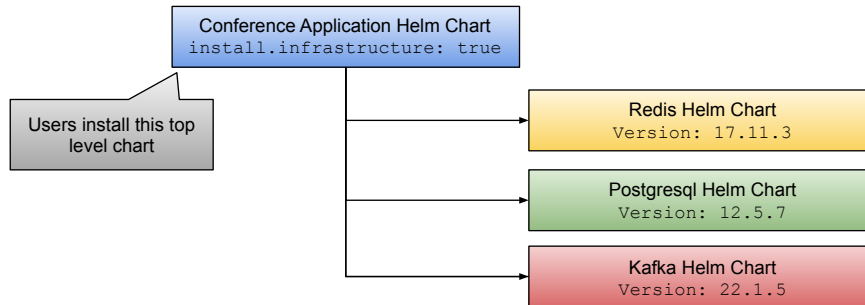 Conference Application Helm Chart
install.infrastructure: true
Users install this top
level chart
Redis Helm Chart
Version: 17.11.3
Postgresql Helm Chart
Version: 12.5.7
Kafka Helm Chart
Version: 22.1.5